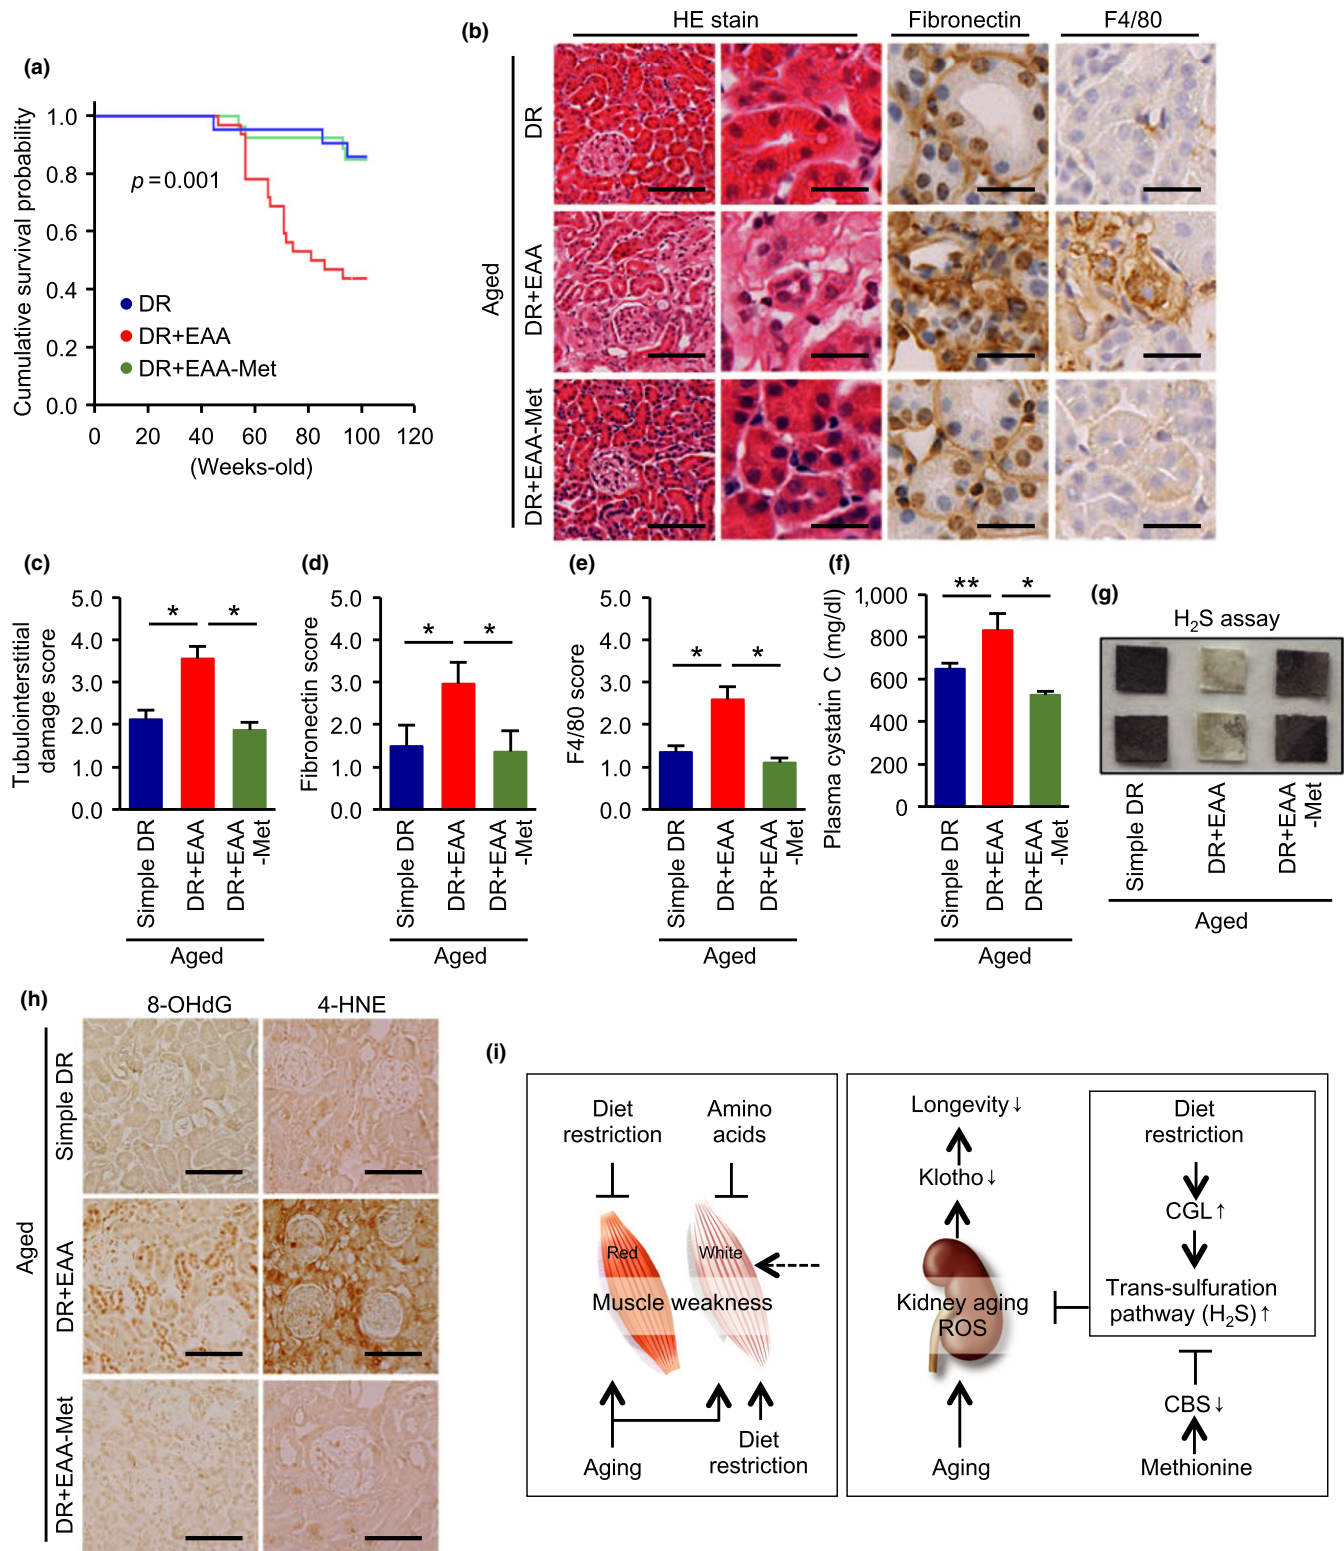 (a)
Cumulative survival probability
1.0
0.8
0.6
0.4
0.2
0.0
p = 0.001
DR
DR+EAA
DR+EAA-Met
0 20 40 60 80 100 120
(Weeks-old)
(b)
HE stain Fibronectin F4/80
Aged
DR
DR+EAA
DR+EAA-Met
(c)
Tubulointerstitial
damage score
5.0
4.0
3.0
2.0
1.0
0.0
* *
Simple DR
DR+EAA
DR+EAA
-Met
Aged
(d)
Fibronectin score
5.0
4.0
3.0
2.0
1.0
0.0
* *
Simple DR
DR+EAA
DR+EAA
-Met
Aged
(e)
F4/80 score
5.0
4.0
3.0
2.0
1.0
0.0
* *
Simple DR
DR+EAA
DR+EAA
-Met
Aged
(f)
Plasma cystatin C (mg/dl)
1,000
800
600
400
200
0
** *
Simple DR
DR+EAA
DR+EAA
-Met
Aged
(g)
H₂S assay
Simple DR
DR+EAA
DR+EAA
-Met
Aged
(h)
8-OHdG 4-HNE
Aged
Simple DR
DR+EAA
DR+EAA-Met
(i)
Diet
restriction
Amino
acids
Red
White
Muscle weakness
Aging
Diet
restriction
Longevity↓
Klotho↓
Kidney aging
ROS
Aging
Diet
restriction
CGL↑
Trans-sulfuration
pathway (H₂S)↑
CBS↓
Methionine